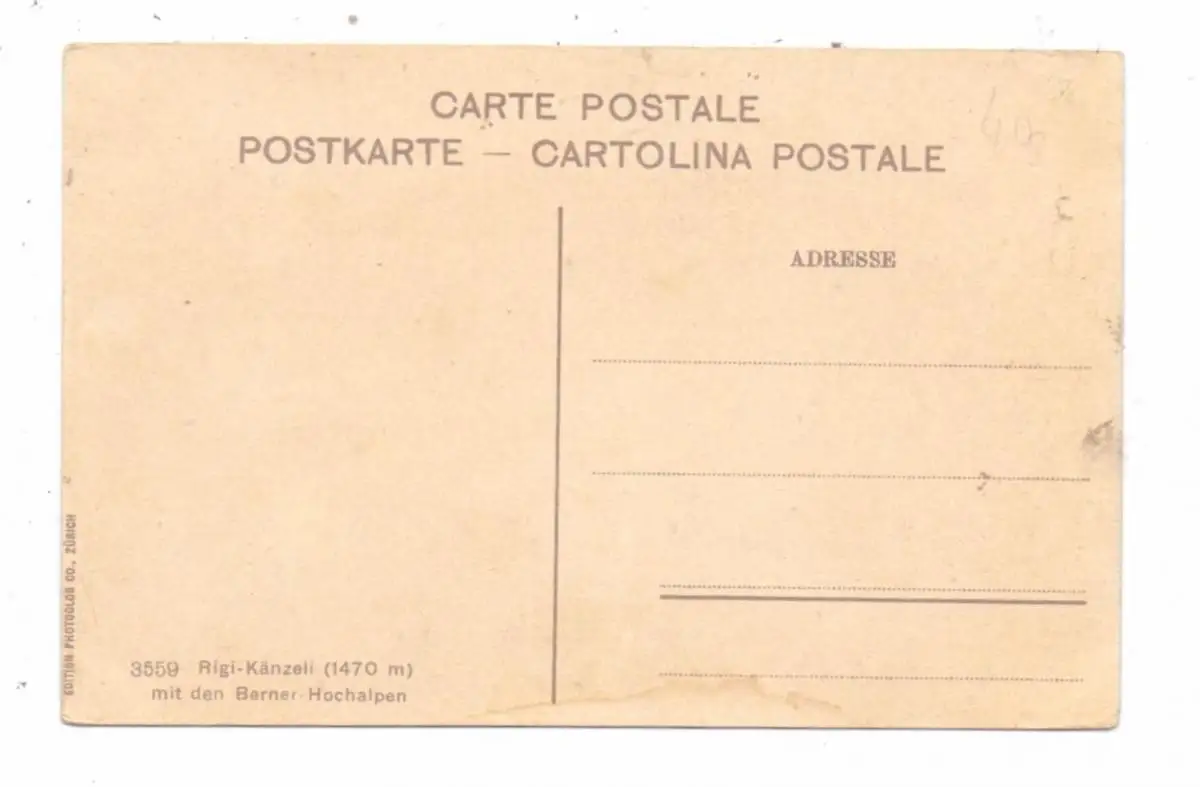 CARTE POSTALE
POSTKARTE — CARTOLINA POSTALE
ADRESSE
EDITION PHOTOGLOB CO., ZÜRICH
3559 Rigi-Känzeli (1470 m)
mit den Berner Hochalpen